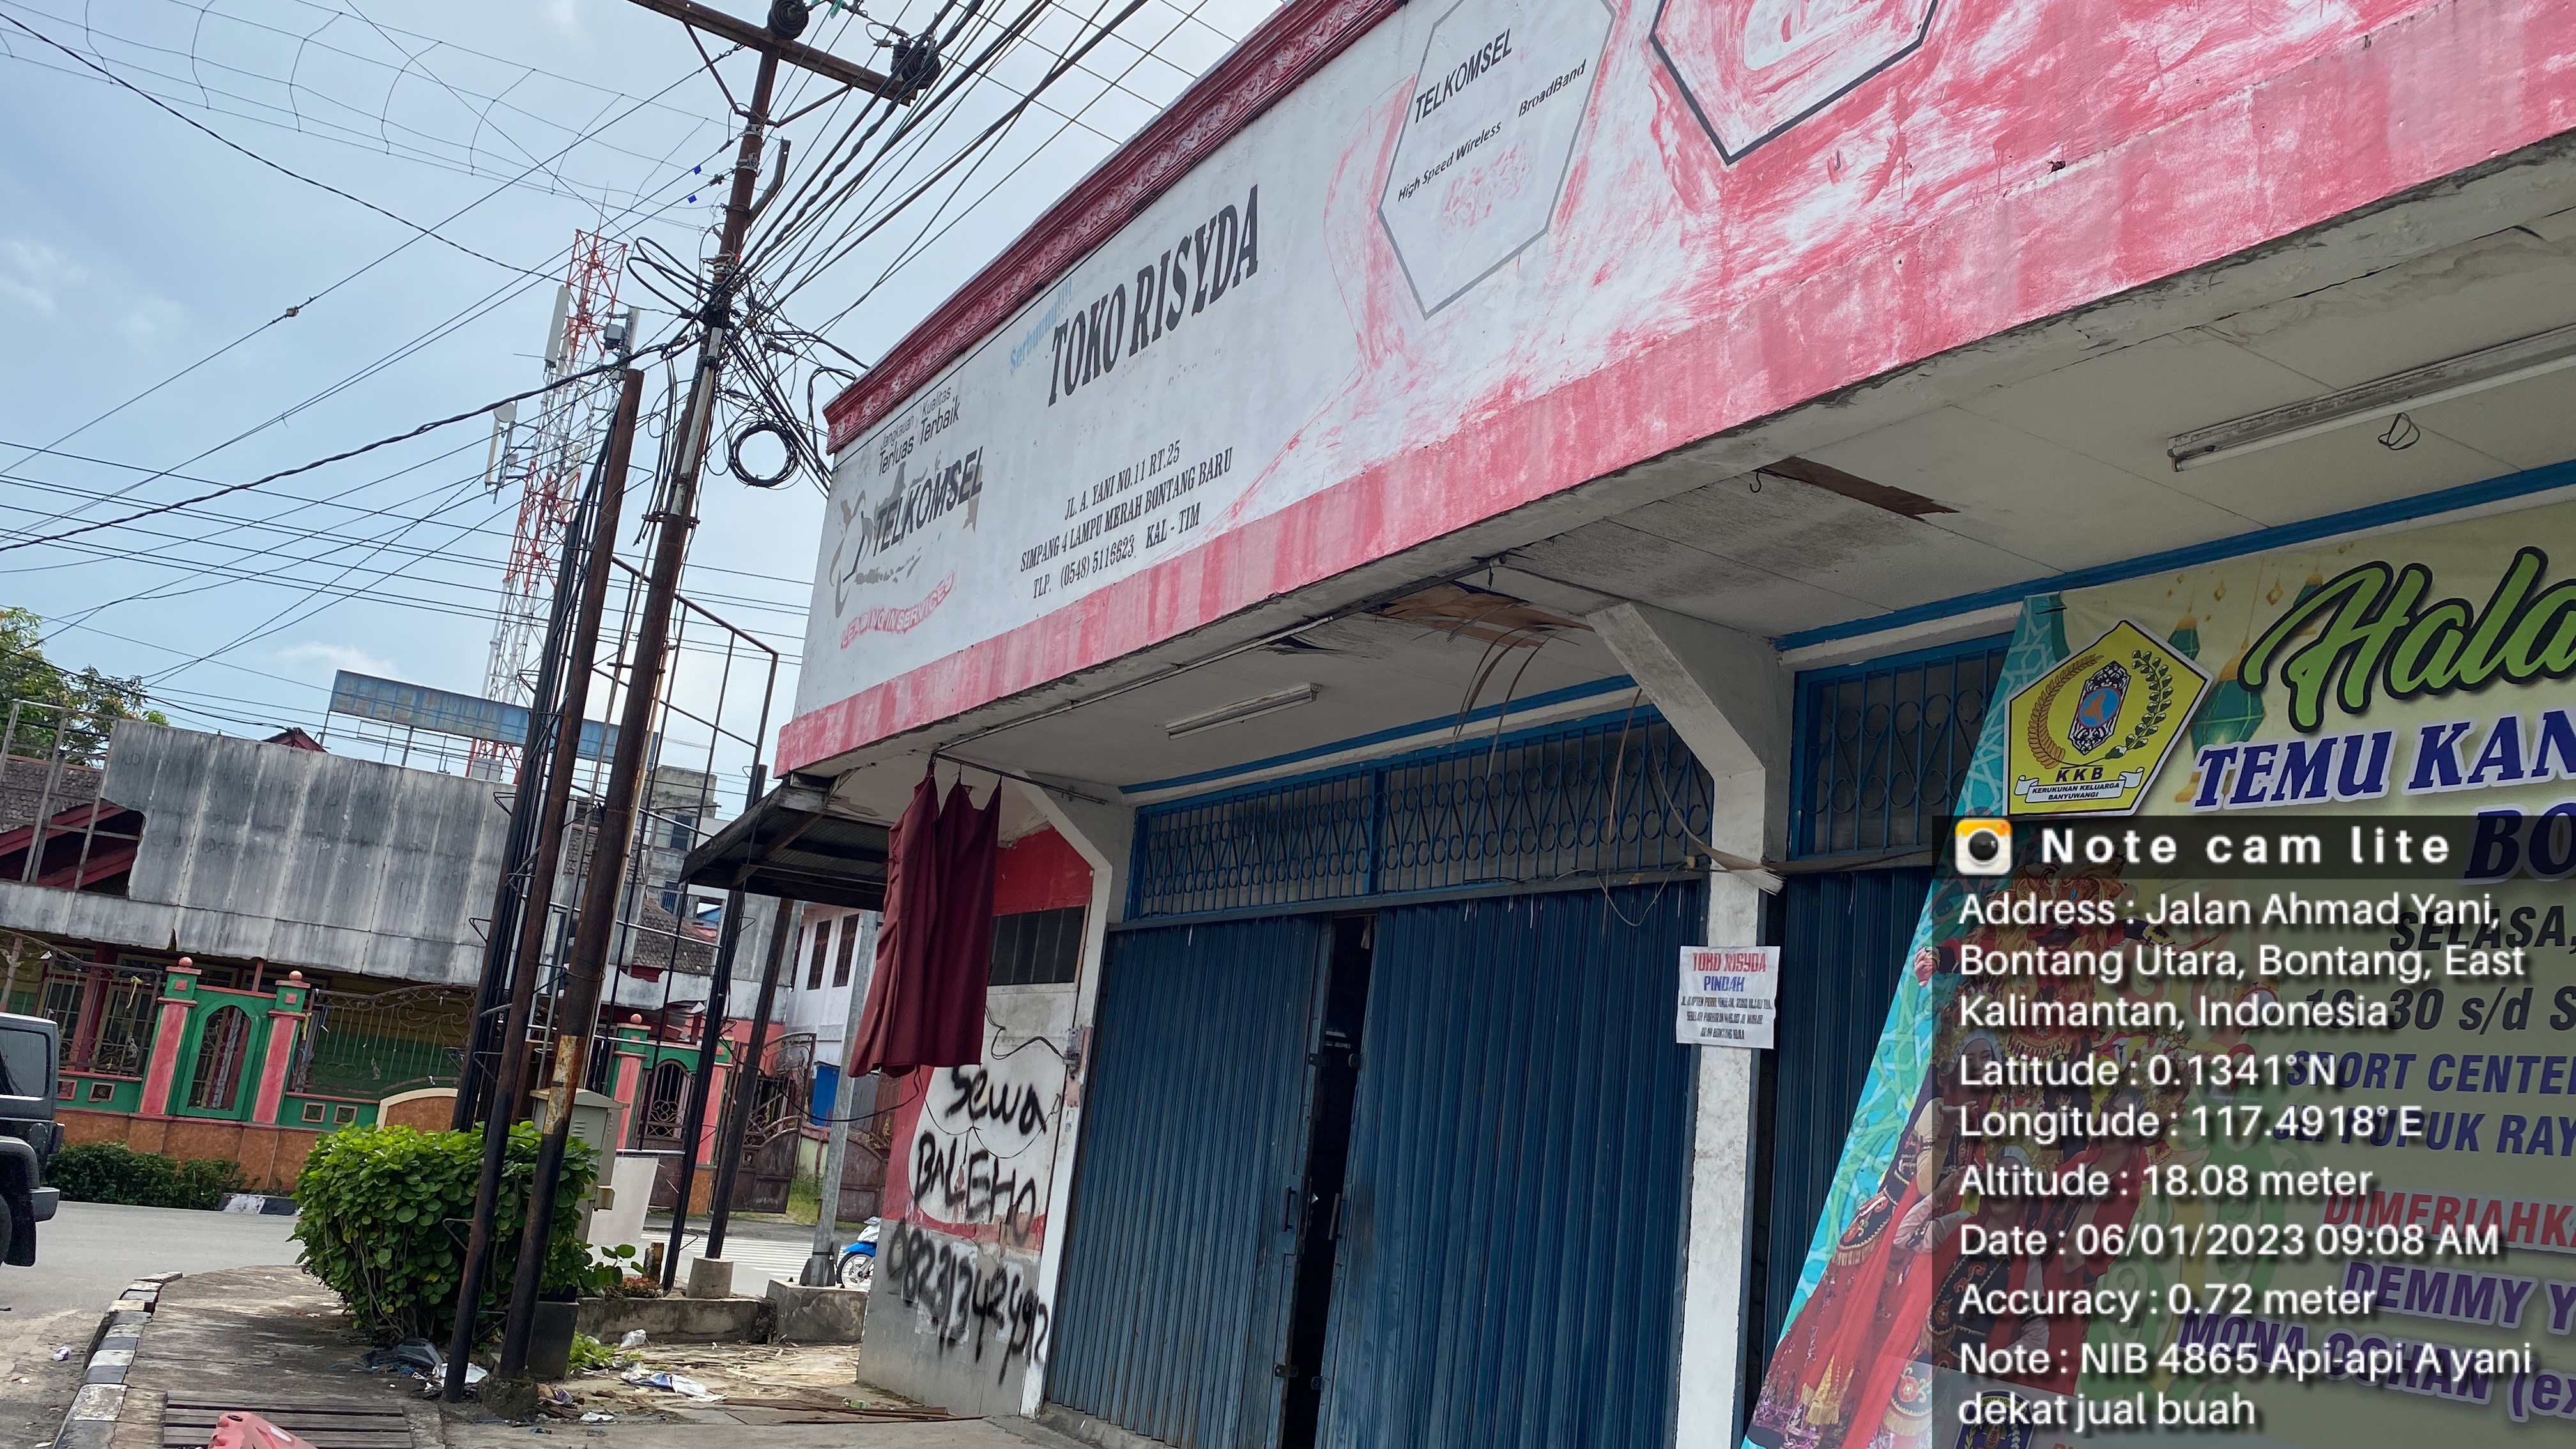 TELKOMSEL
High Speed Wireless BroadBand
Serbuuuu!!!
TOKO RISYDA
Jangkauan Kualitas
Terluas Terbaik
TELKOMSEL
LEADING IN SERVICES
JL. A. YANI NO.11 RT.25
SIMPANG 4 LAMPU MERAH BONTANG BARU
TLP. (0548) 5116623 KAL - TIM
Sewa
BALEHO
TOKO RISYDA
PINDAH
Hala
KKB
KERUKUNAN KELUARGA
BANYUWANGI
TEMU KAN
BO
SELASA,
30 s/d S
SPORT CENTE
PUPUK RAY
DIMERIAHKA
DEMMY Y
MONA OCHAN (ex
Note cam lite
Address : Jalan Ahmad Yani,
Bontang Utara, Bontang, East
Kalimantan, Indonesia
Latitude : 0.1341°N
Longitude : 117.4918°E
Altitude : 18.08 meter
Date : 06/01/2023 09:08 AM
Accuracy : 0.72 meter
Note : NIB 4865 Api-api A yani
dekat jual buah